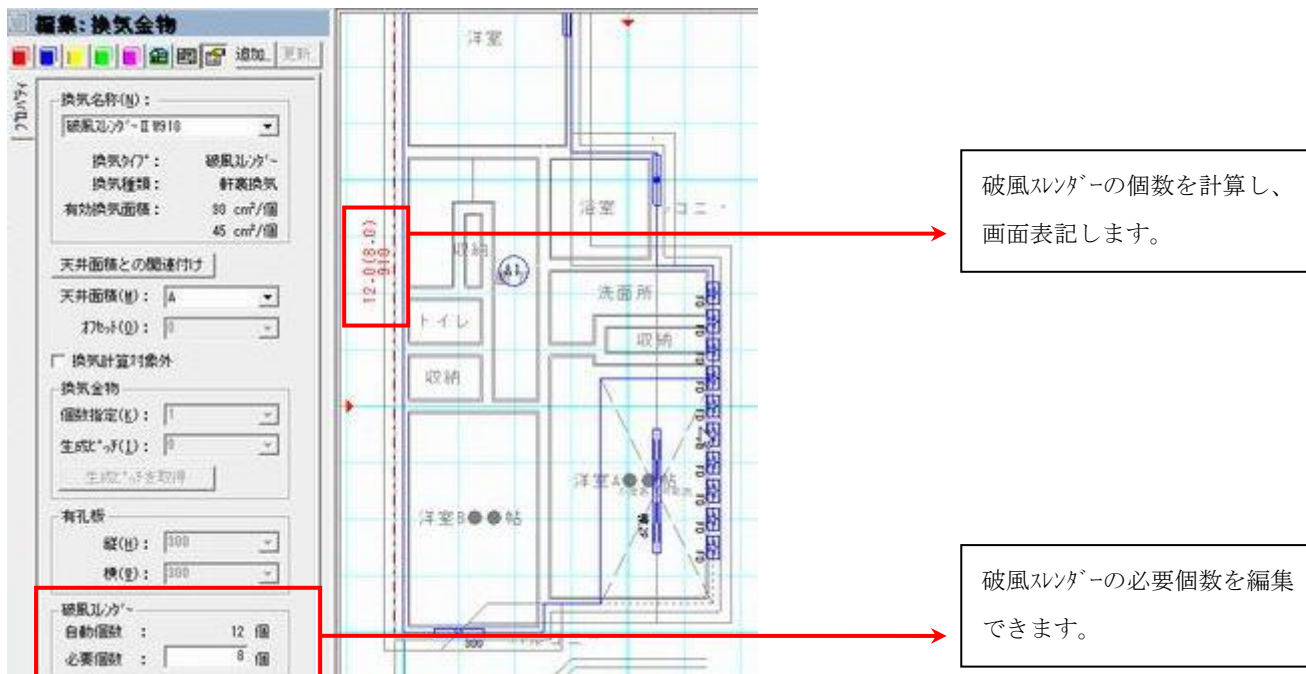 編集:換気金物
追加
更新
プロパティ
換気名称(N):
破風ｽﾚﾝﾀﾞｰⅡW910
換気ﾀｲﾌﾟ: 破風ｽﾚﾝﾀﾞｰ
換気種類: 軒裏換気
有効換気面積: 90 cm²/個
45 cm²/個
天井面積との関連付け
天井面積(M): A
ｵﾌｾｯﾄ(O): 0
換気計算対象外
換気金物
個数指定(K): 1
生成ﾋﾟｯﾁ(I): 0
生成ﾋﾟｯﾁを取得
有孔板
縦(H): 300
横(W): 300
破風ｽﾚﾝﾀﾞｰ
自動個数 : 12 個
必要個数 : 8 個
洋室
浴室
12.0(8.0)
910
収納
A1
洗面所
トイレ
収納
収納
洋室A●●帖
洋室B●●帖
300
破風ｽﾚﾝﾀﾞｰの個数を計算し、
画面表記します。
破風ｽﾚﾝﾀﾞｰの必要個数を編集
できます。